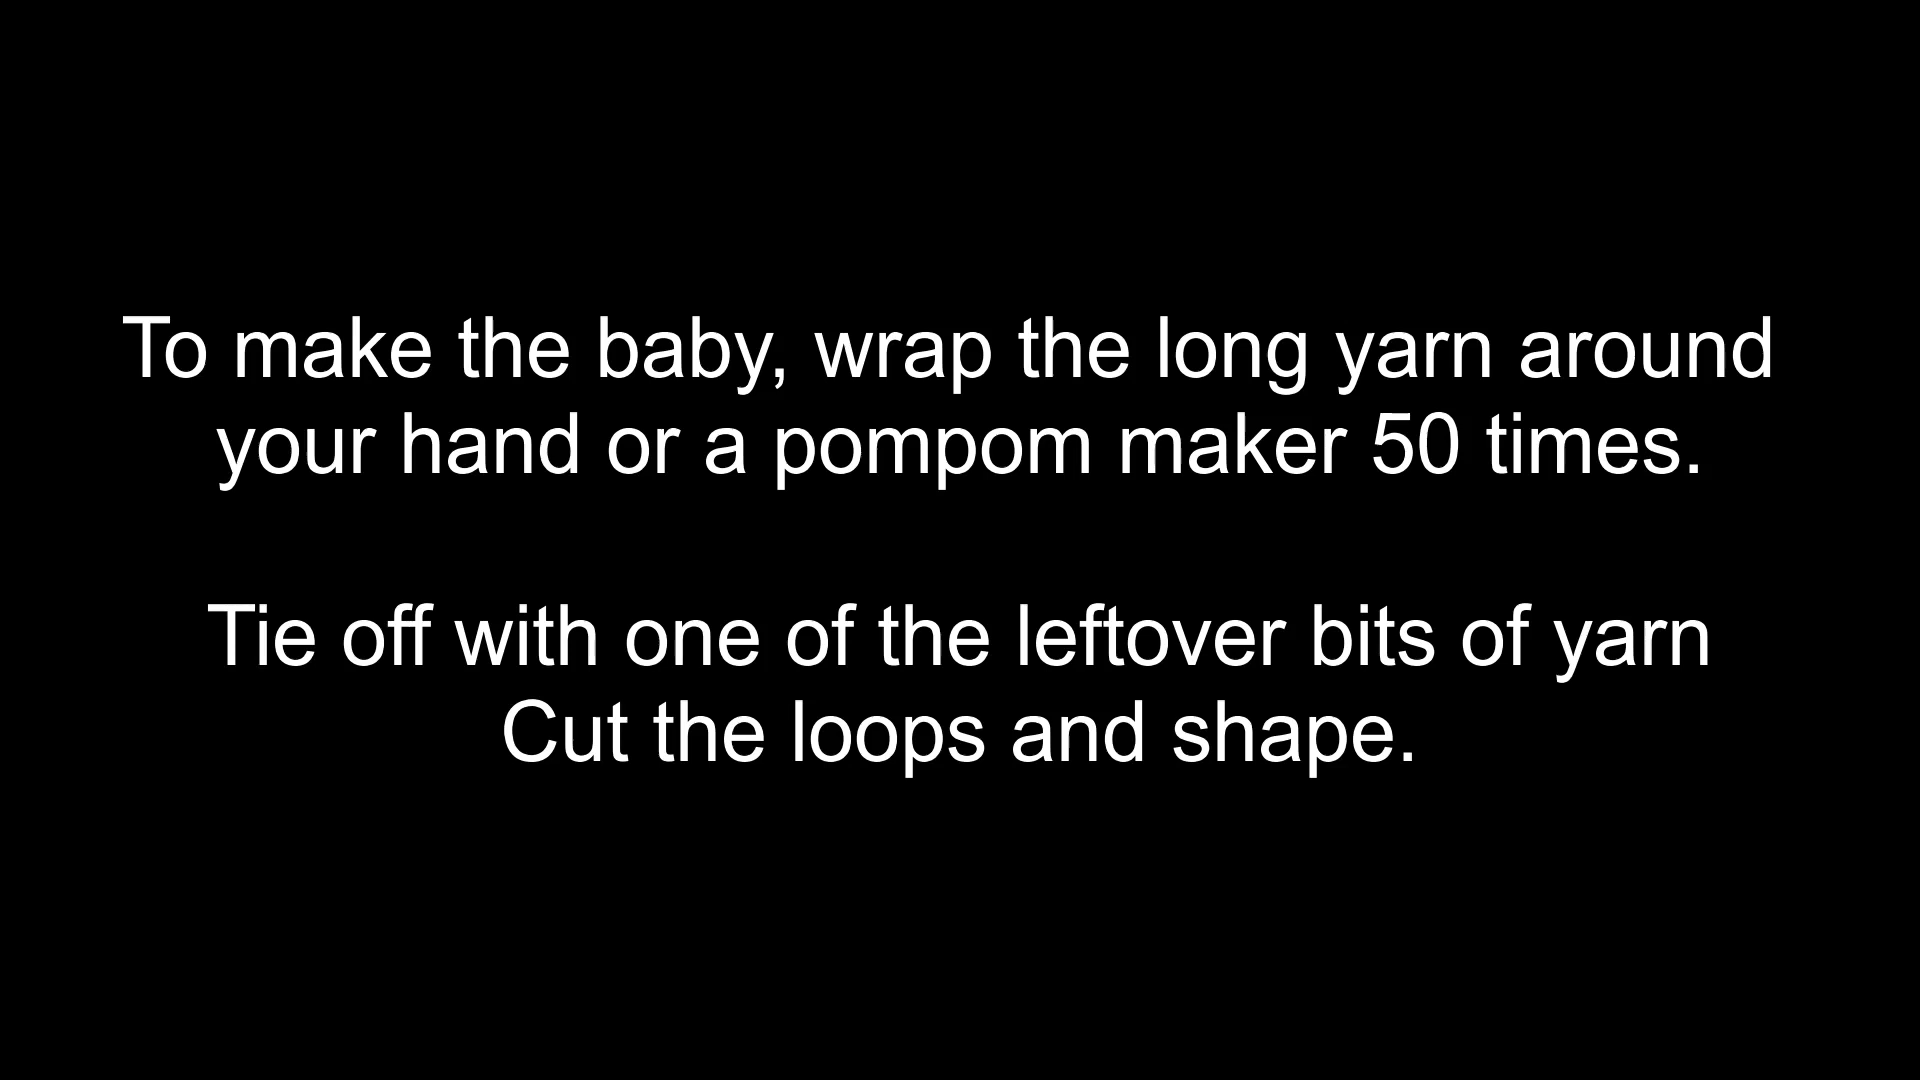 To make the baby, wrap the long yarn around
your hand or a pompom maker 50 times.
Tie off with one of the leftover bits of yarn
Cut the loops and shape.